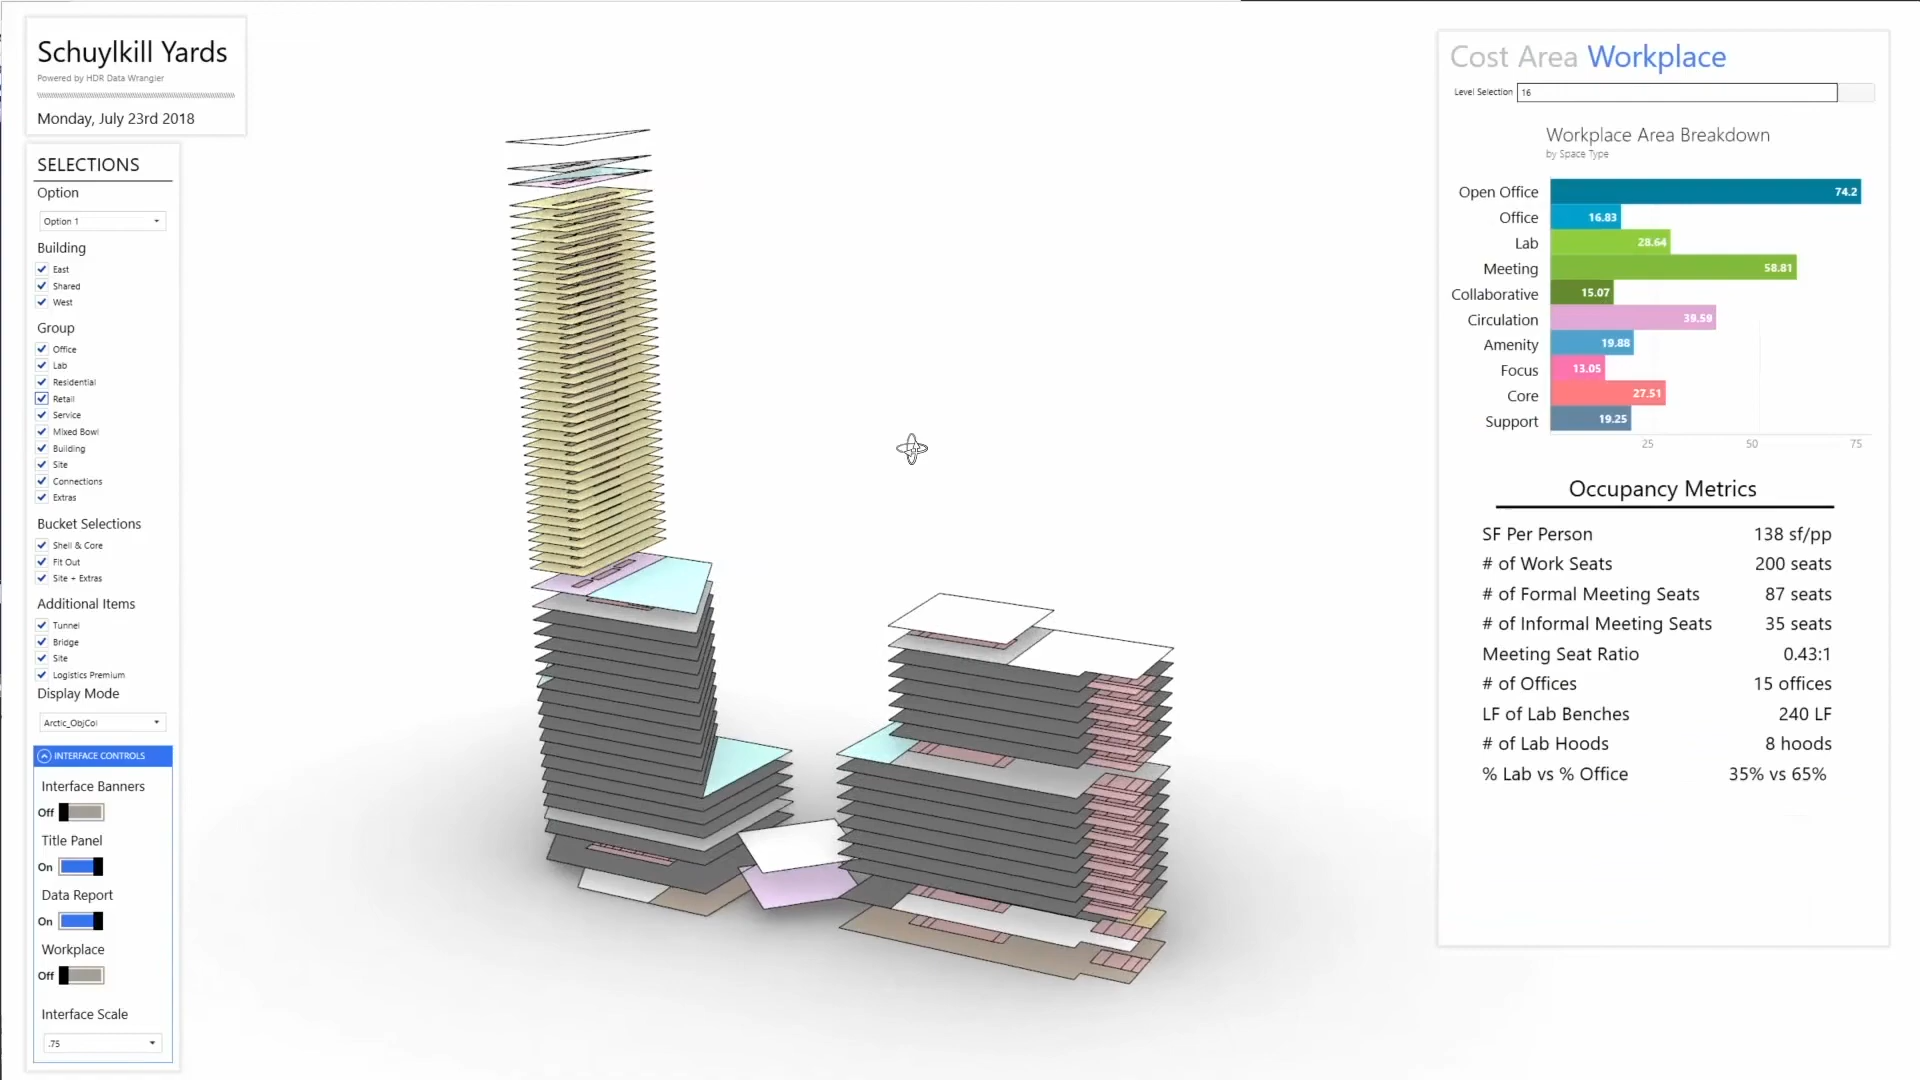 Schuylkill Yards
Powered by HDR Data Wrangler
Monday, July 23rd 2018
SELECTIONS
Option
Option 1
Building
East
Shared
West
Group
Office
Lab
Residential
Retail
Service
Mixed Bowl
Building
Site
Connections
Extras
Bucket Selections
Shell & Core
Fit Out
Site + Extras
Additional Items
Tunnel
Bridge
Site
Logistics Premium
Display Mode
Arctic_ObjCol
INTERFACE CONTROLS
Interface Banners
Off
Title Panel
On
Data Report
On
Workplace
Off
Interface Scale
.75
Cost Area Workplace
Level Selection 16
Workplace Area Breakdown
by Space Type
Open Office 74.2
Office 16.83
Lab 28.64
Meeting 58.81
Collaborative 15.07
Circulation 39.59
Amenity 19.88
Focus 13.05
Core 27.51
Support 19.25
25 50 75
Occupancy Metrics
SF Per Person 138 sf/pp
# of Work Seats 200 seats
# of Formal Meeting Seats 87 seats
# of Informal Meeting Seats 35 seats
Meeting Seat Ratio 0.43:1
# of Offices 15 offices
LF of Lab Benches 240 LF
# of Lab Hoods 8 hoods
% Lab vs % Office 35% vs 65%